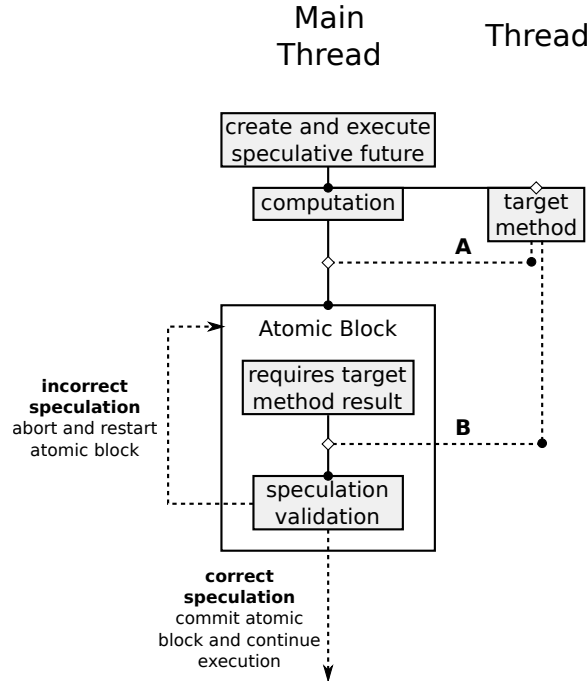 Main
Thread
Thread
create and execute
speculative future
computation
target
method
A
Atomic Block
requires target
method result
incorrect
speculation
abort and restart
atomic block
B
speculation
validation
correct
speculation
commit atomic
block and continue
execution